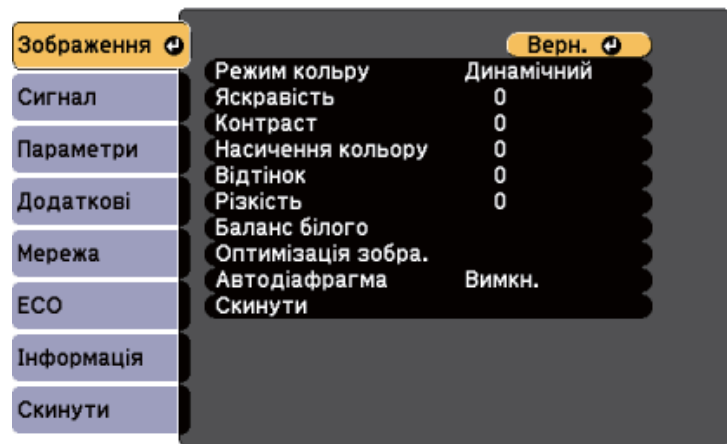 Зображення
Сигнал
Параметри
Додаткові
Мережа
ECO
Інформація
Скинути
Верн.
Режим кольру Динамічний
Яскравість 0
Контраст 0
Насичення кольору 0
Відтінок 0
Різкість 0
Баланс білого
Оптимізація зобра.
Автодіафрагма Вимкн.
Скинути